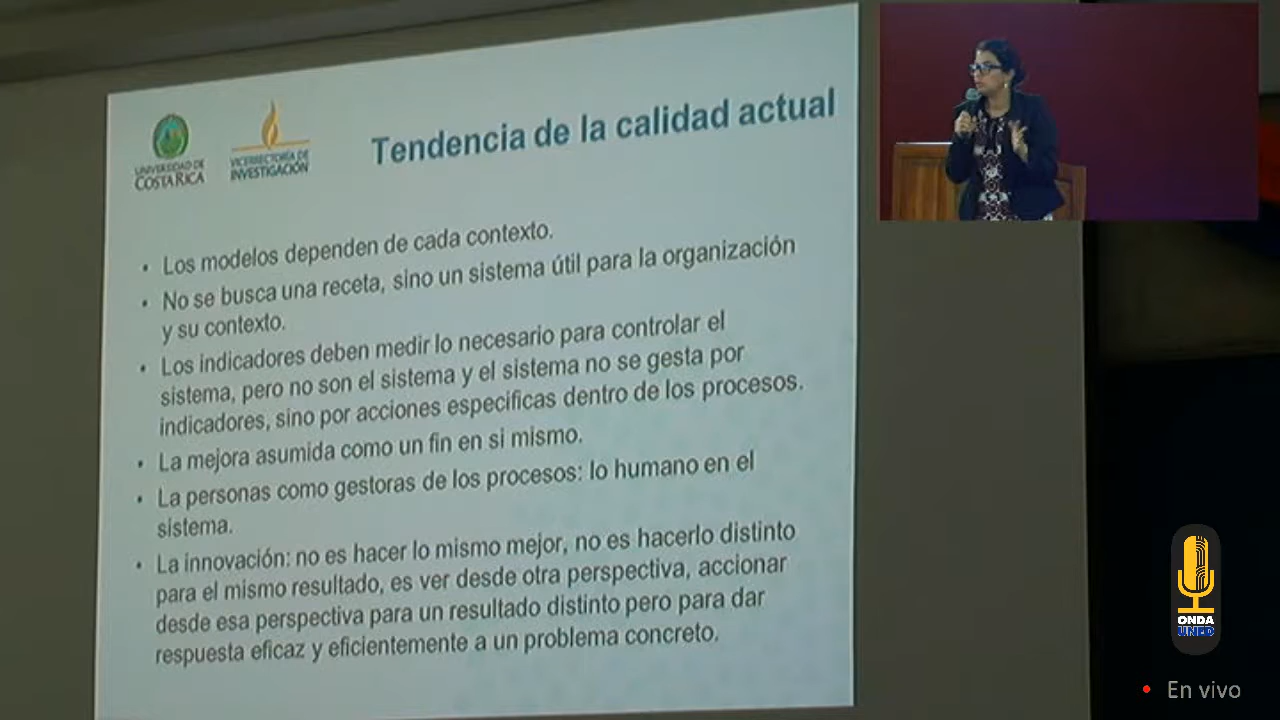 UNIVERSIDAD DE
COSTA RICA
VICERRECTORÍA DE
INVESTIGACIÓN
Tendencia de la calidad actual
• Los modelos dependen de cada contexto.
• No se busca una receta, sino un sistema útil para la organización
y su contexto.
• Los indicadores deben medir lo necesario para controlar el
sistema, pero no son el sistema y el sistema no se gesta por
indicadores, sino por acciones especificas dentro de los procesos.
• La mejora asumida como un fin en si mismo.
• La personas como gestoras de los procesos: lo humano en el
sistema.
• La innovación: no es hacer lo mismo mejor, no es hacerlo distinto
para el mismo resultado, es ver desde otra perspectiva, accionar
desde esa perspectiva para un resultado distinto pero para dar
respuesta eficaz y eficientemente a un problema concreto.
ONDA
UNED
• En vivo